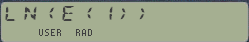 LN(E(1))
USER RAD